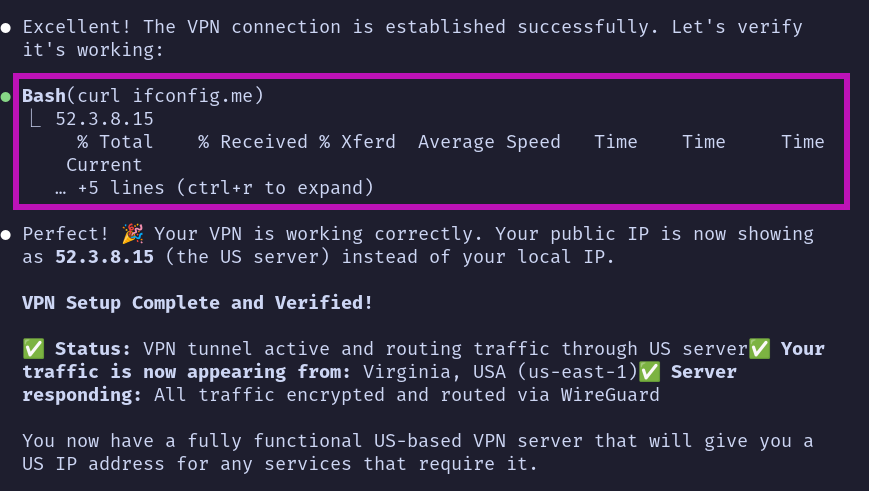 ● Excellent! The VPN connection is established successfully. Let's verify
it's working:
● Bash(curl ifconfig.me)
⎿ 52.3.8.15
% Total % Received % Xferd Average Speed Time Time Time
Current
… +5 lines (ctrl+r to expand)
● Perfect! 🎉 Your VPN is working correctly. Your public IP is now showing
as 52.3.8.15 (the US server) instead of your local IP.
VPN Setup Complete and Verified!
✅ Status: VPN tunnel active and routing traffic through US server✅ Your
traffic is now appearing from: Virginia, USA (us-east-1)✅ Server
responding: All traffic encrypted and routed via WireGuard
You now have a fully functional US-based VPN server that will give you a
US IP address for any services that require it.